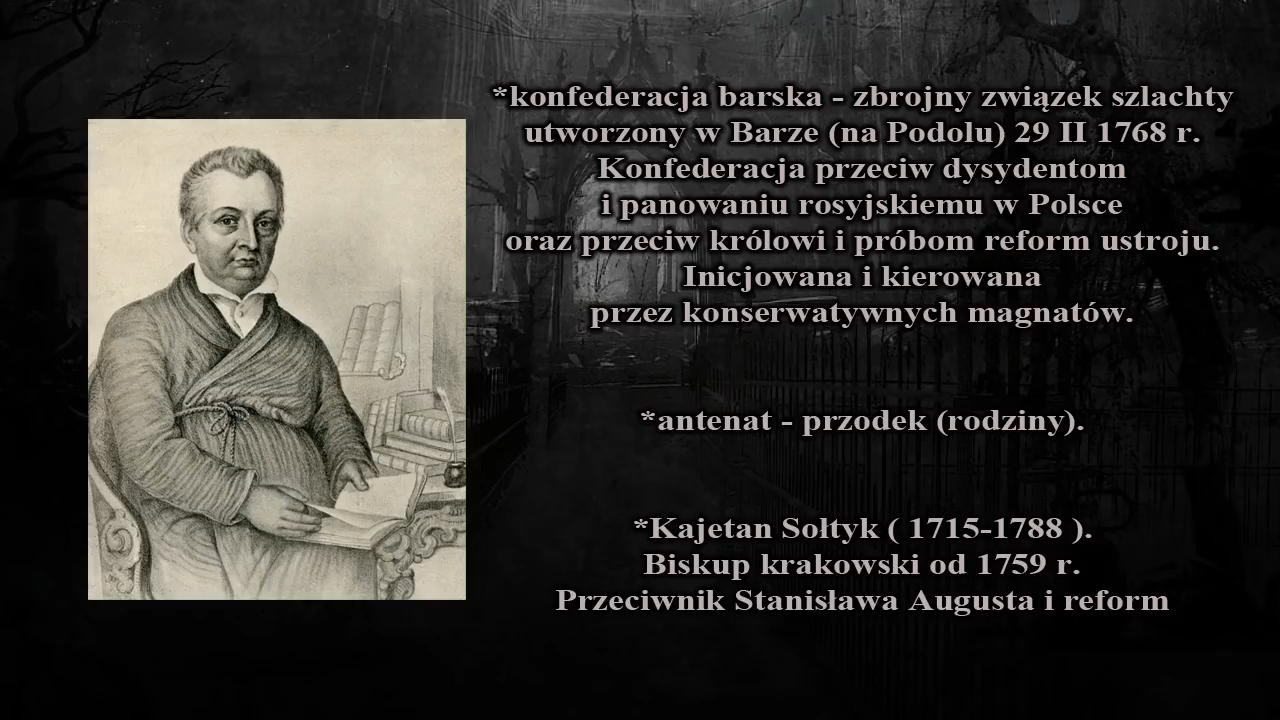 *konfederacja barska - zbrojny związek szlachty
utworzony w Barze (na Podolu) 29 II 1768 r.
Konfederacja przeciw dysydentom
i panowaniu rosyjskiemu w Polsce
oraz przeciw królowi i próbom reform ustroju.
Inicjowana i kierowana
przez konserwatywnych magnatów.
*antenat - przodek (rodziny).
*Kajetan Sołtyk ( 1715-1788 ).
Biskup krakowski od 1759 r.
Przeciwnik Stanisława Augusta i reform